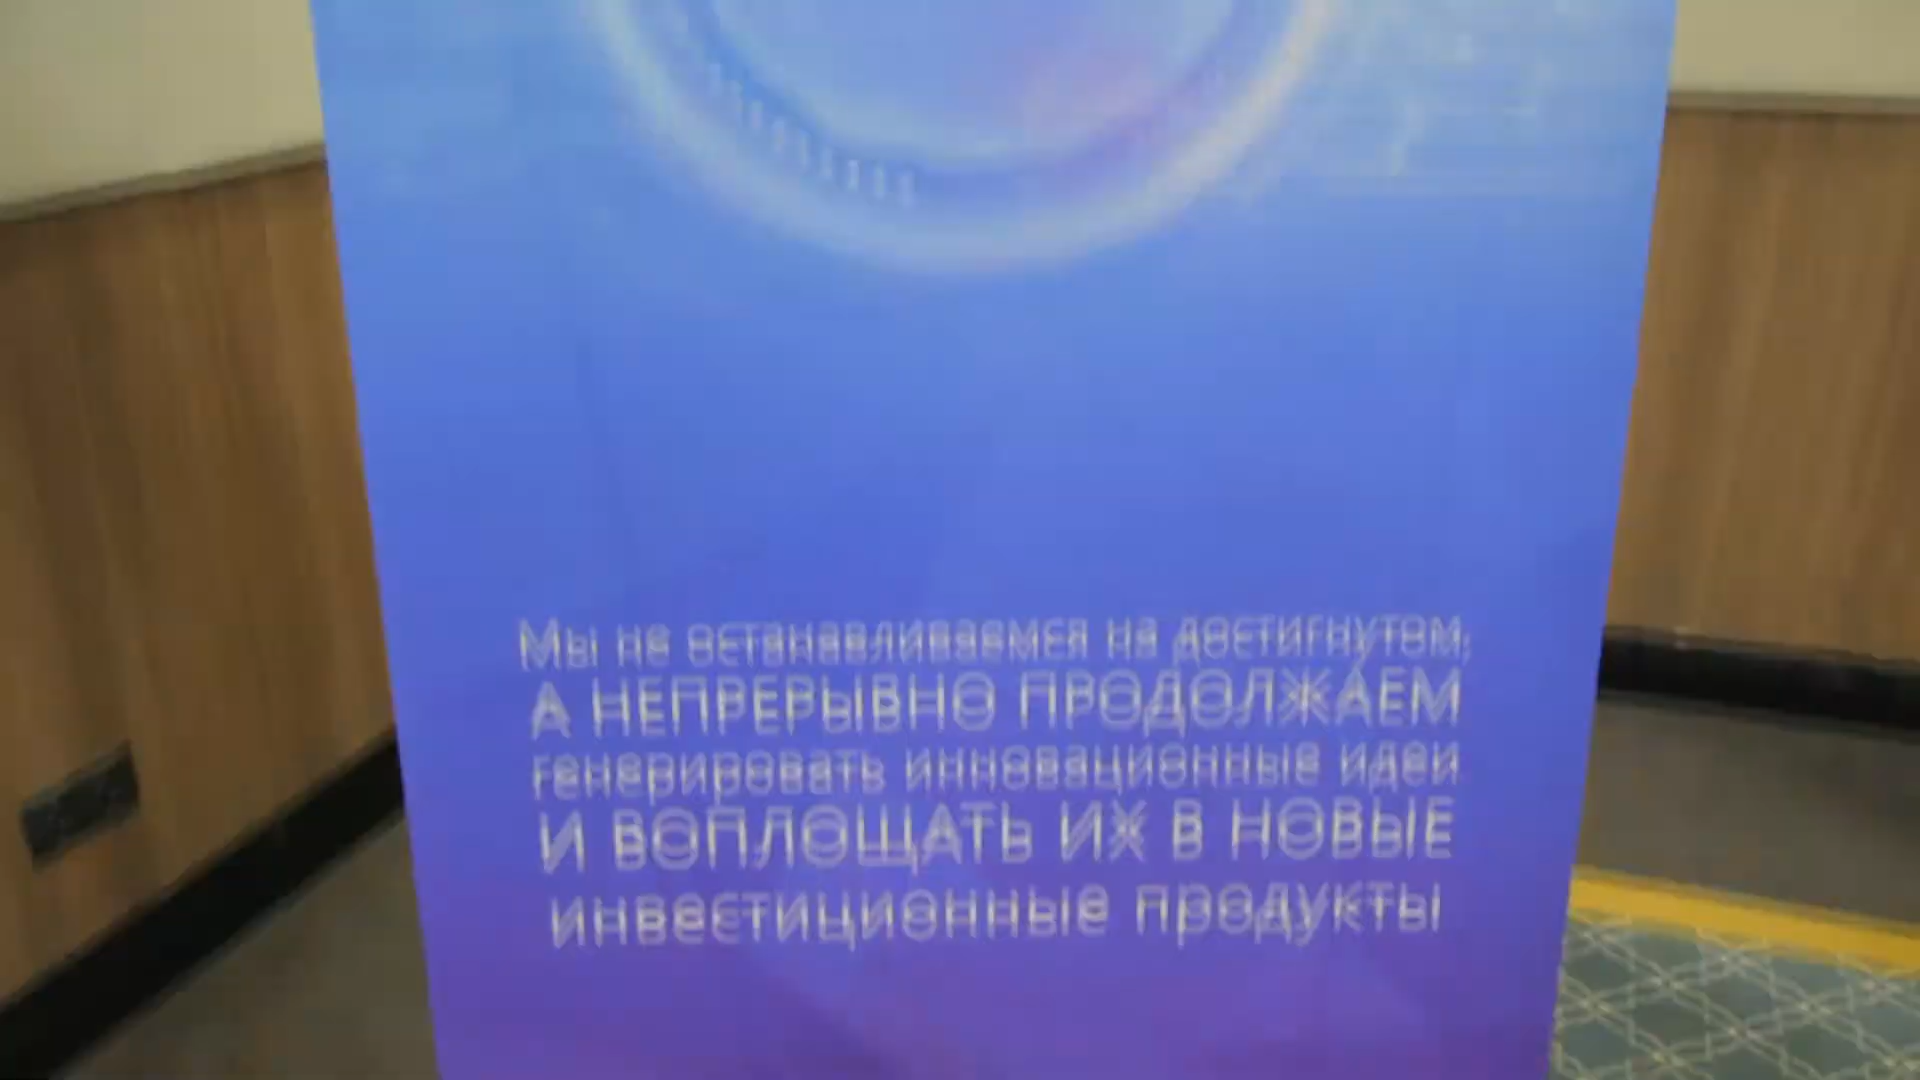 Мы не останавливаемся на достигнутом,
А НЕПРЕРЫВНО ПРОДОЛЖАЕМ
генерировать инновационные идеи
И ВОПЛОЩАТЬ ИХ В НОВЫЕ
инвестиционные продукты